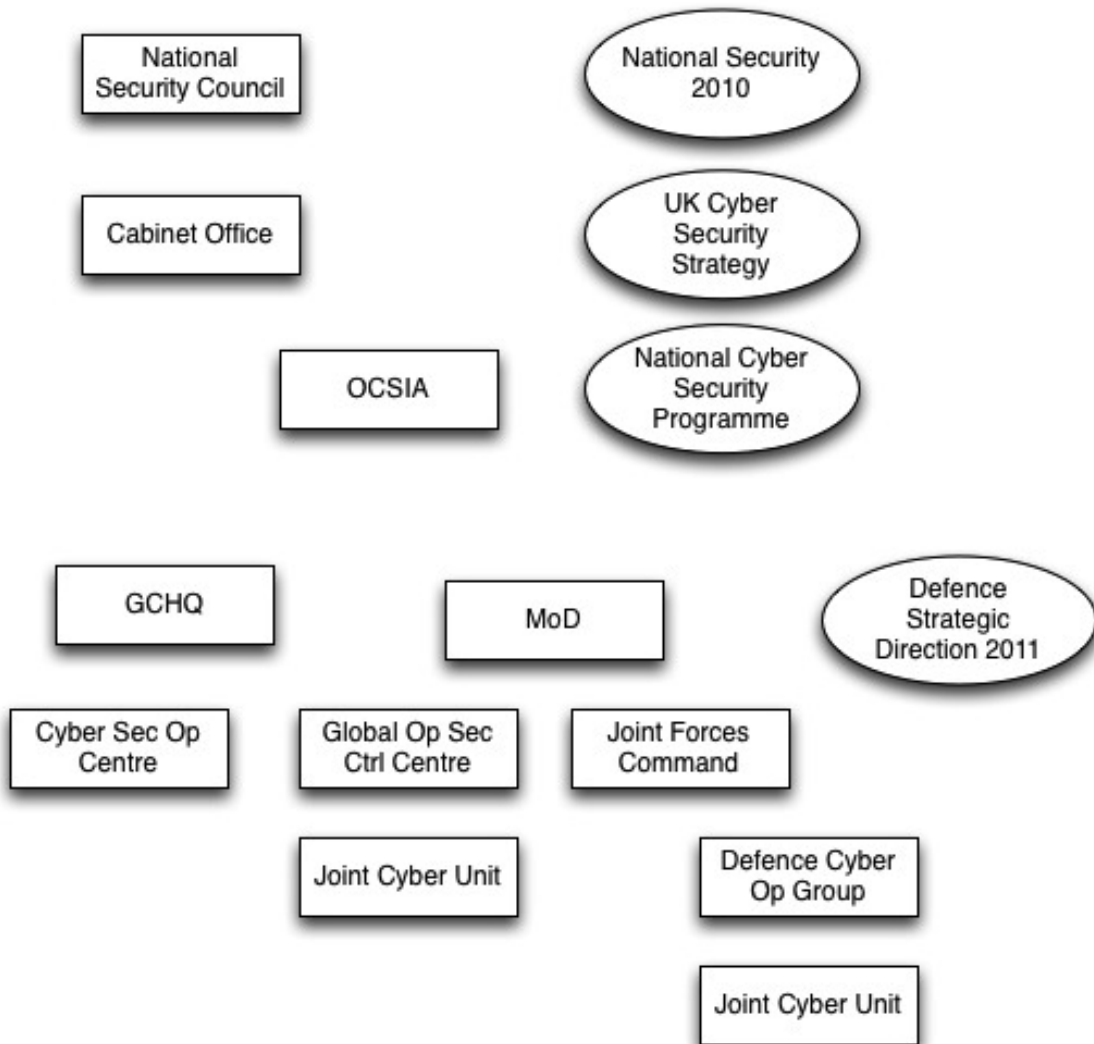 National
Security Council
National Security
2010
Cabinet Office
UK Cyber
Security
Strategy
OCSIA
National Cyber
Security
Programme
GCHQ
MoD
Defence
Strategic
Direction 2011
Cyber Sec Op
Centre
Global Op Sec
Ctrl Centre
Joint Forces
Command
Joint Cyber Unit
Defence Cyber
Op Group
Joint Cyber Unit